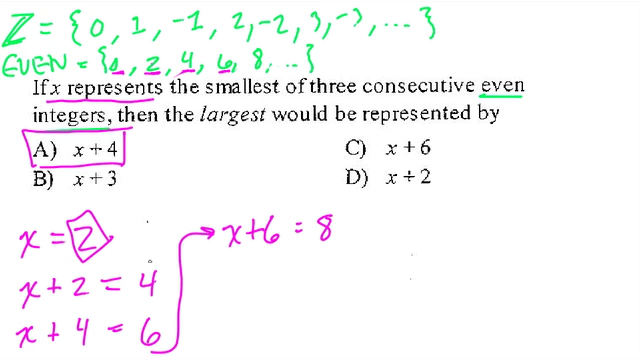 ℤ = {0, 1, -1, 2, -2, 3, -3, ...}
EVEN = {0, 2, 4, 6, 8, ...}
If x represents the smallest of three consecutive even
integers, then the largest would be represented by
A) x + 4 C) x + 6
B) x + 3 D) x + 2
x = 2 x+6 = 8
x + 2 = 4
x + 4 = 6